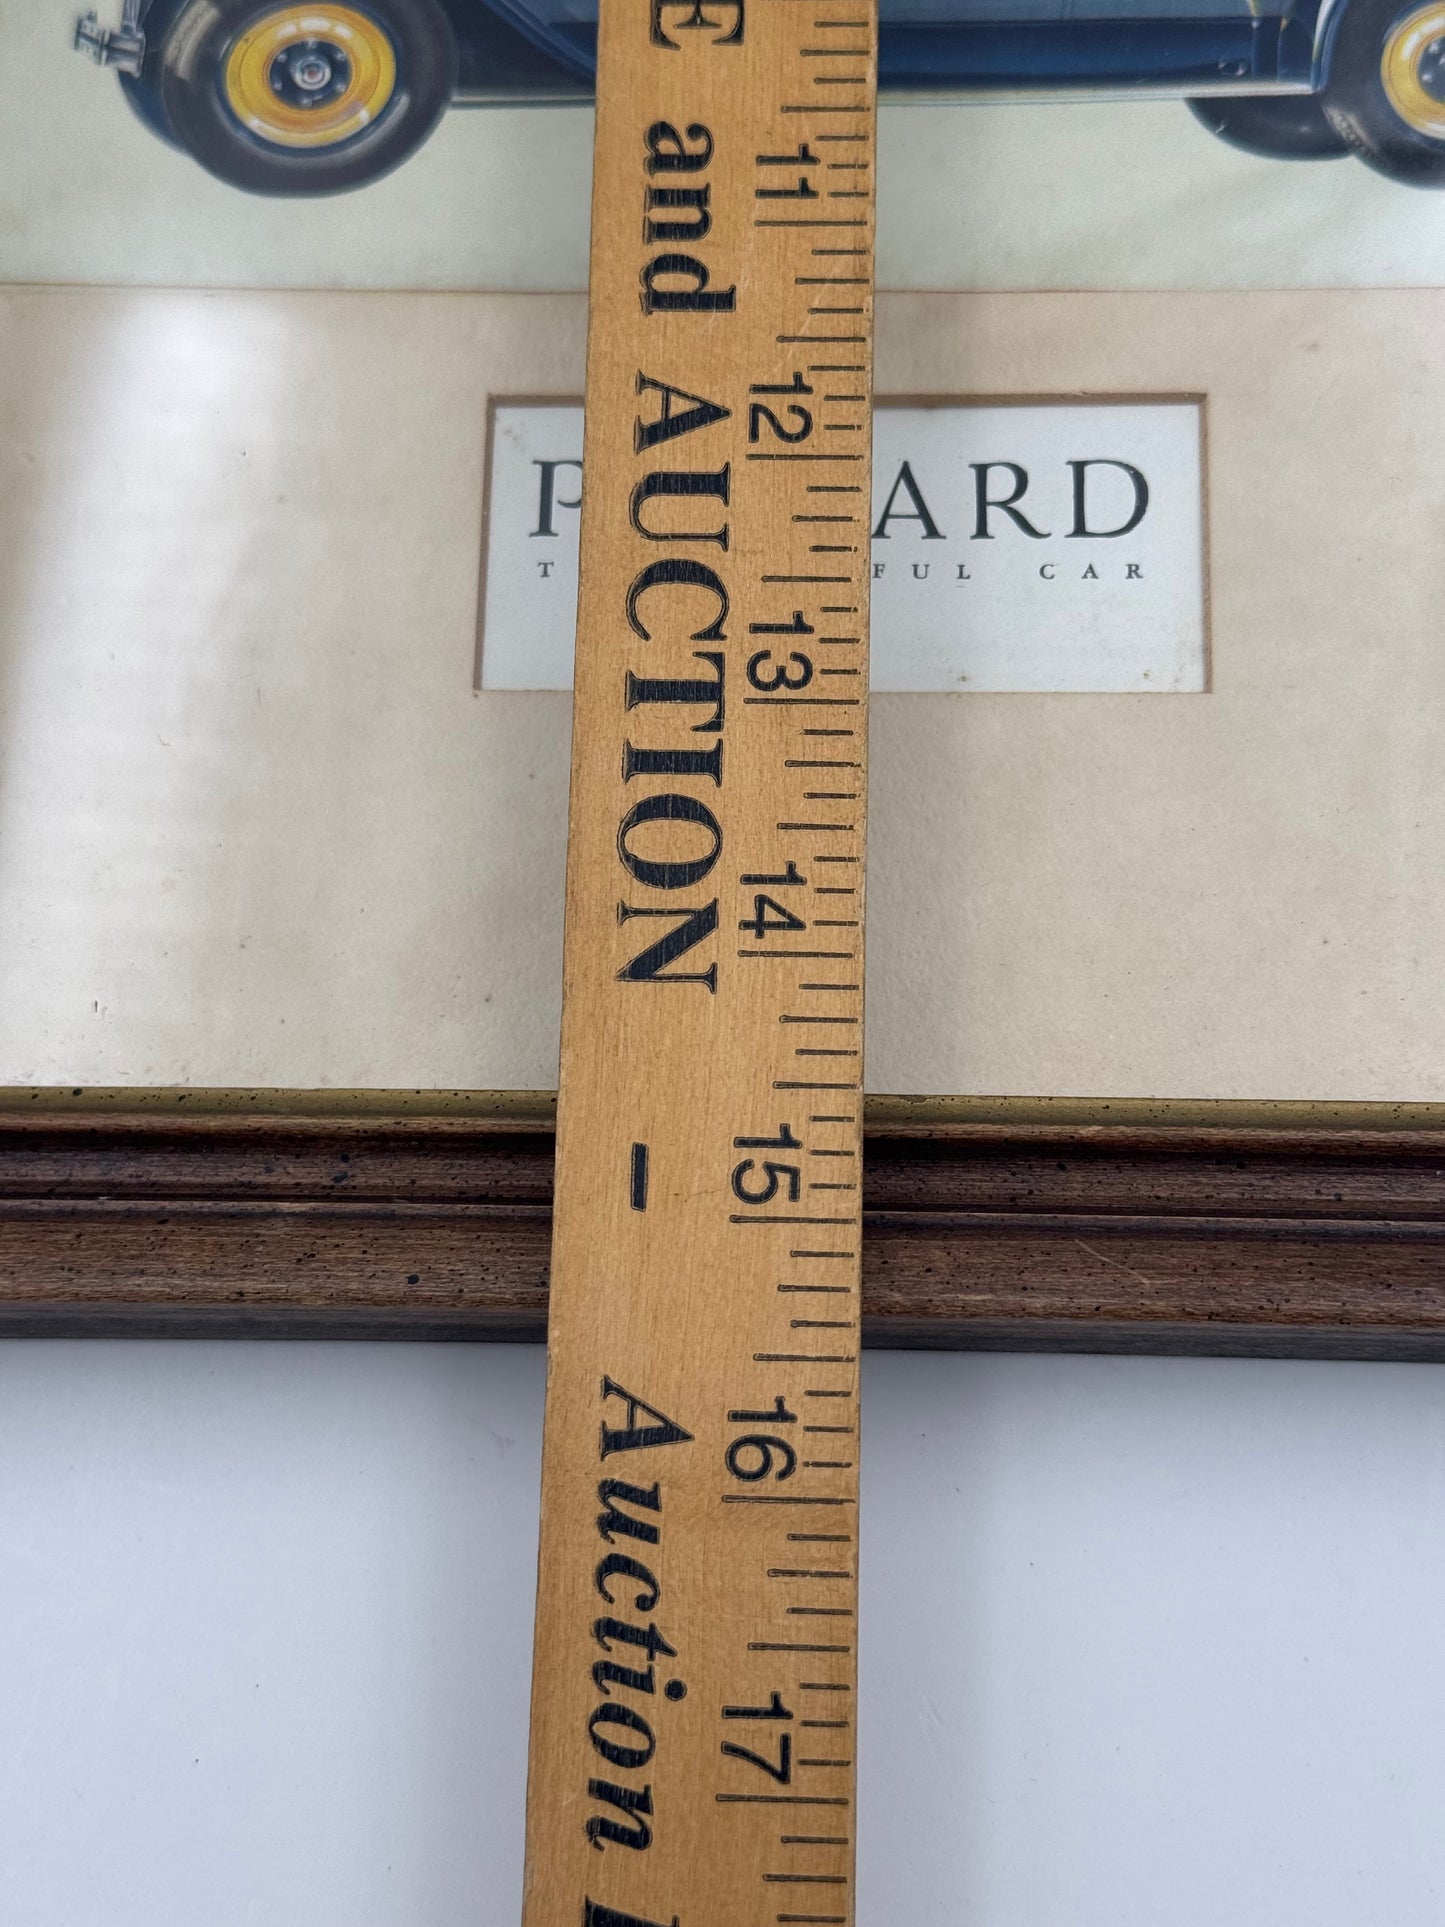 E and AUCTION - Auction
11 12 13 14 15 16 17
P ARD
T FUL CAR